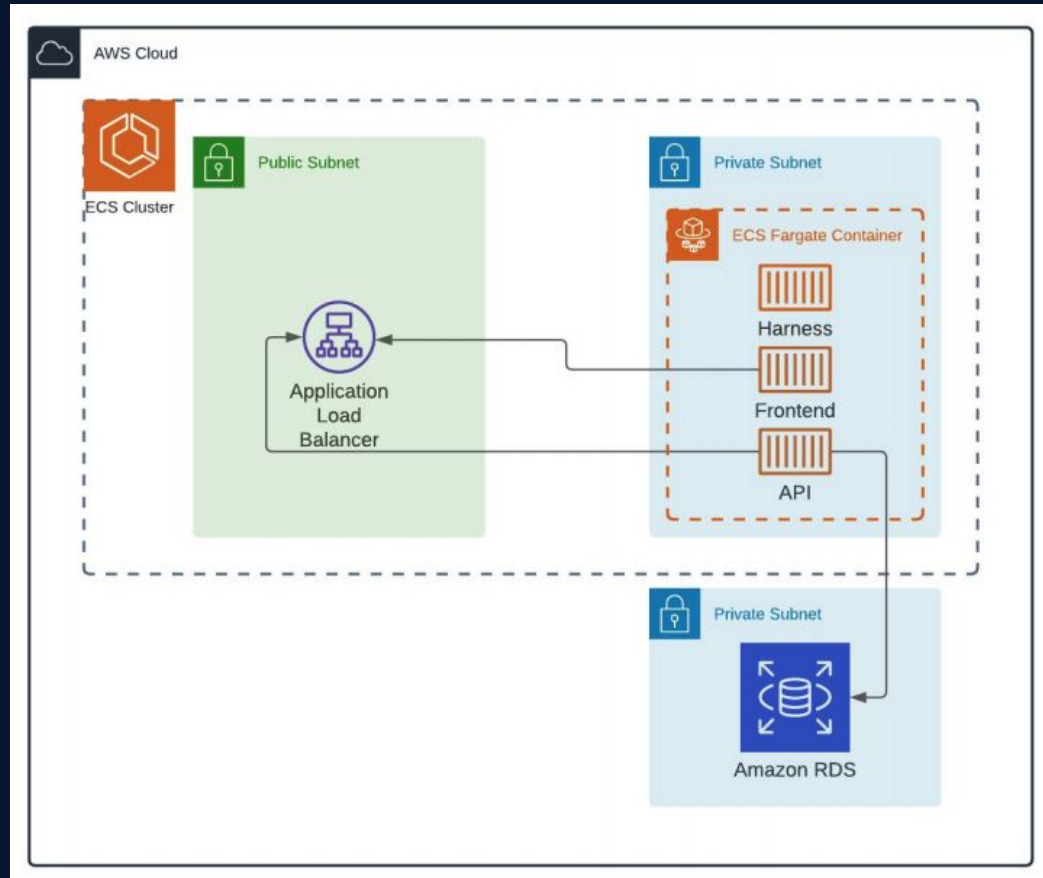 AWS Cloud
ECS Cluster
Public Subnet
Application
Load
Balancer
Private Subnet
ECS Fargate Container
Harness
Frontend
API
Private Subnet
Amazon RDS